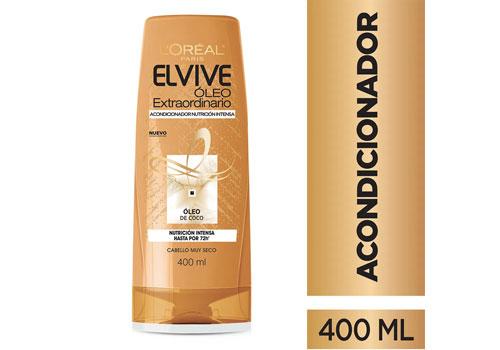 L'ORÉAL
PARIS
ELVIVE
ÓLEO
Extraordinario
ACONDICIONADOR NUTRICIÓN INTENSA
NUEVO
ÓLEO
DE COCO
NUTRICIÓN INTENSA
HASTA POR 72H
CABELLO MUY SECO
400 ml
ACONDICIONADOR
400 ML